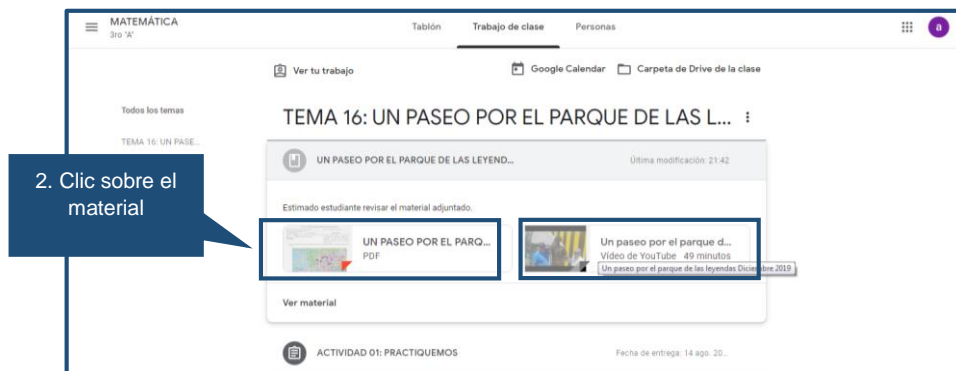 MATEMÁTICA
3ro "A"
Tablón
Trabajo de clase
Personas
a
Ver tu trabajo
Google Calendar
Carpeta de Drive de la clase
Todos los temas
TEMA 16: UN PASEO POR EL PARQUE DE LAS L...
TEMA 16: UN PASE...
UN PASEO POR EL PARQUE DE LAS LEYEND...
Última modificación: 21:42
2. Clic sobre el
material
Estimado estudiante revisar el material adjuntado.
UN PASEO POR EL PARQ...
PDF
Un paseo por el parque d...
Vídeo de YouTube 49 minutos
Un paseo por el parque de las leyendas Diciembre 2019
Ver material
ACTIVIDAD 01: PRACTIQUEMOS
Fecha de entrega: 14 ago. 20...